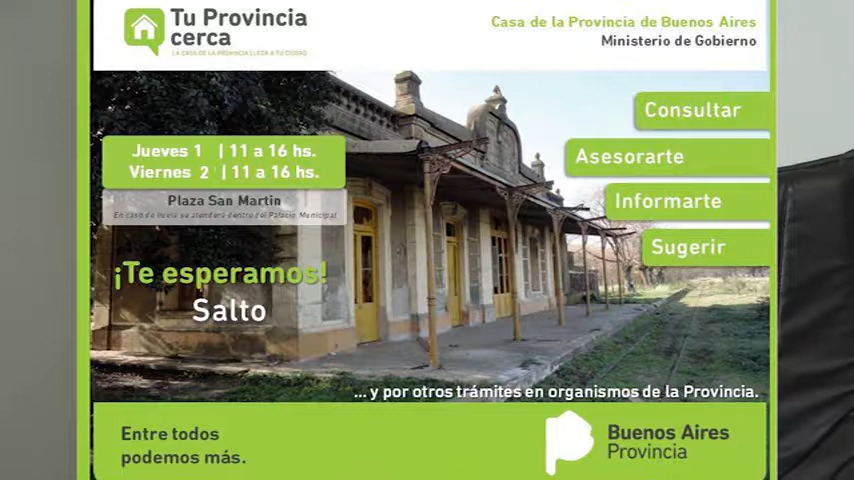 Tu Provincia
cerca
LA CASA DE LA PROVINCIA LLEGA A TU CIUDAD
Casa de la Provincia de Buenos Aires
Ministerio de Gobierno
Consultar
Asesorarte
Informarte
Sugerir
Jueves 1 | 11 a 16 hs.
Viernes 2 | 11 a 16 hs.
Plaza San Martin
En caso de lluvia se atenderá dentro del Palacio Municipal
¡Te esperamos!
Salto
... y por otros trámites en organismos de la Provincia.
Entre todos
podemos más.
Buenos Aires
Provincia